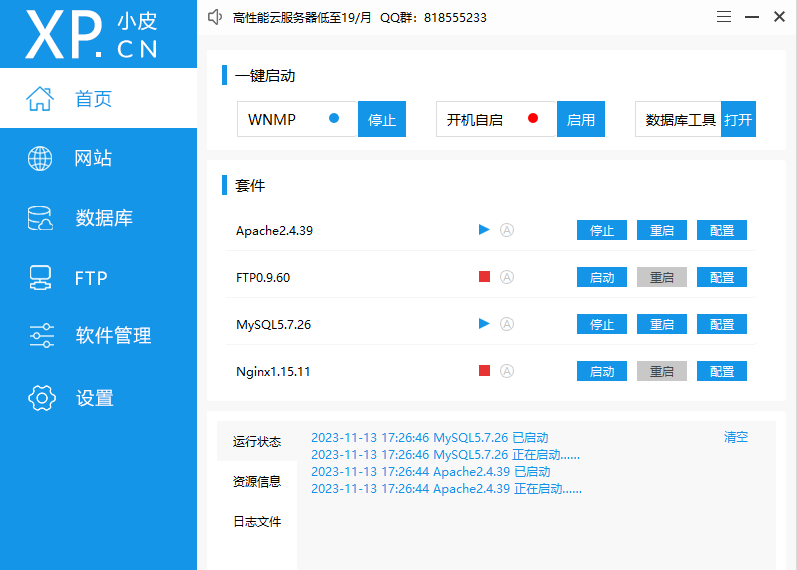 XP.CN 小皮
高性能云服务器低至19/月 QQ群：818555233
首页
网站
数据库
FTP
软件管理
设置
一键启动
WNMP 停止 开机自启 启用 数据库工具 打开
套件
Apache2.4.39 A 停止 重启 配置
FTP0.9.60 A 启动 重启 配置
MySQL5.7.26 A 停止 重启 配置
Nginx1.15.11 A 启动 重启 配置
运行状态
资源信息
日志文件
2023-11-13 17:26:46 MySQL5.7.26 已启动
2023-11-13 17:26:46 MySQL5.7.26 正在启动......
2023-11-13 17:26:44 Apache2.4.39 已启动
2023-11-13 17:26:44 Apache2.4.39 正在启动......
清空